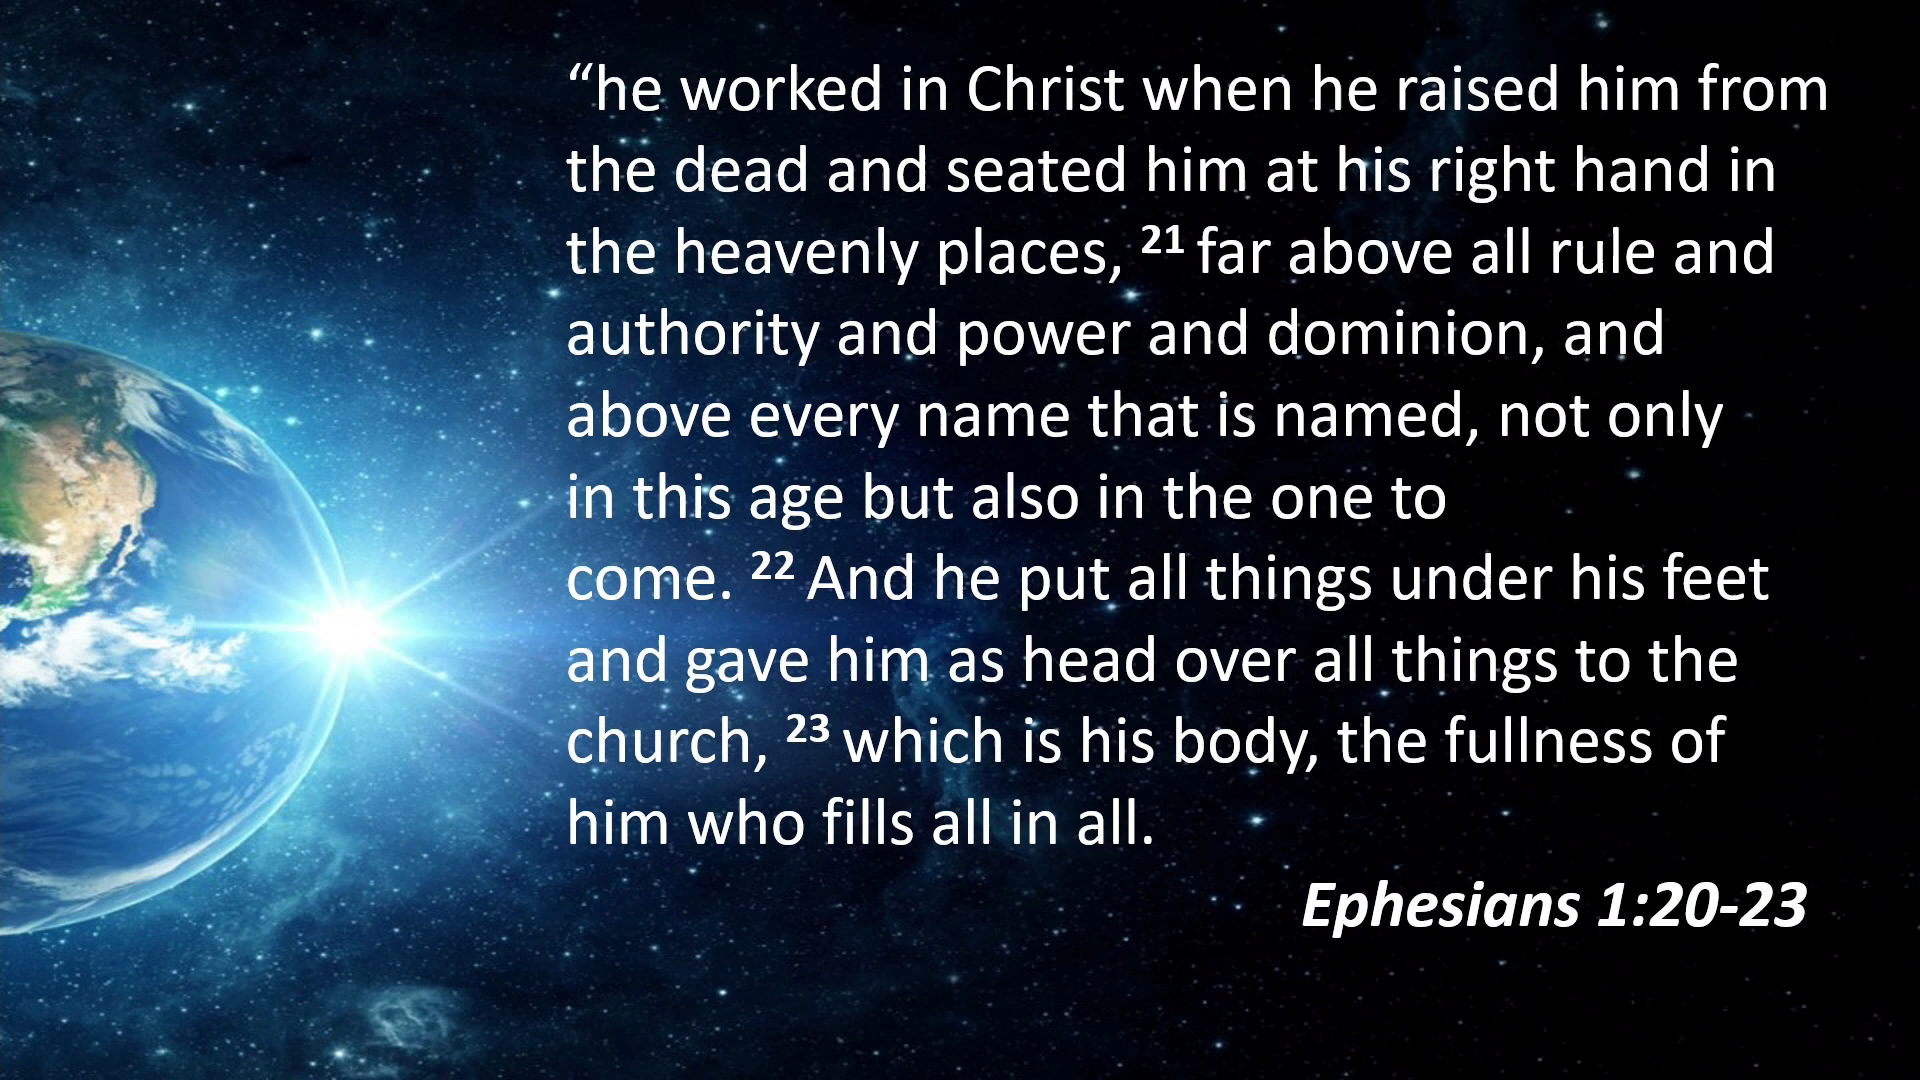 “he worked in Christ when he raised him from
the dead and seated him at his right hand in
the heavenly places, 21 far above all rule and
authority and power and dominion, and
above every name that is named, not only
in this age but also in the one to
come. 22 And he put all things under his feet
and gave him as head over all things to the
church, 23 which is his body, the fullness of
him who fills all in all.
Ephesians 1:20-23